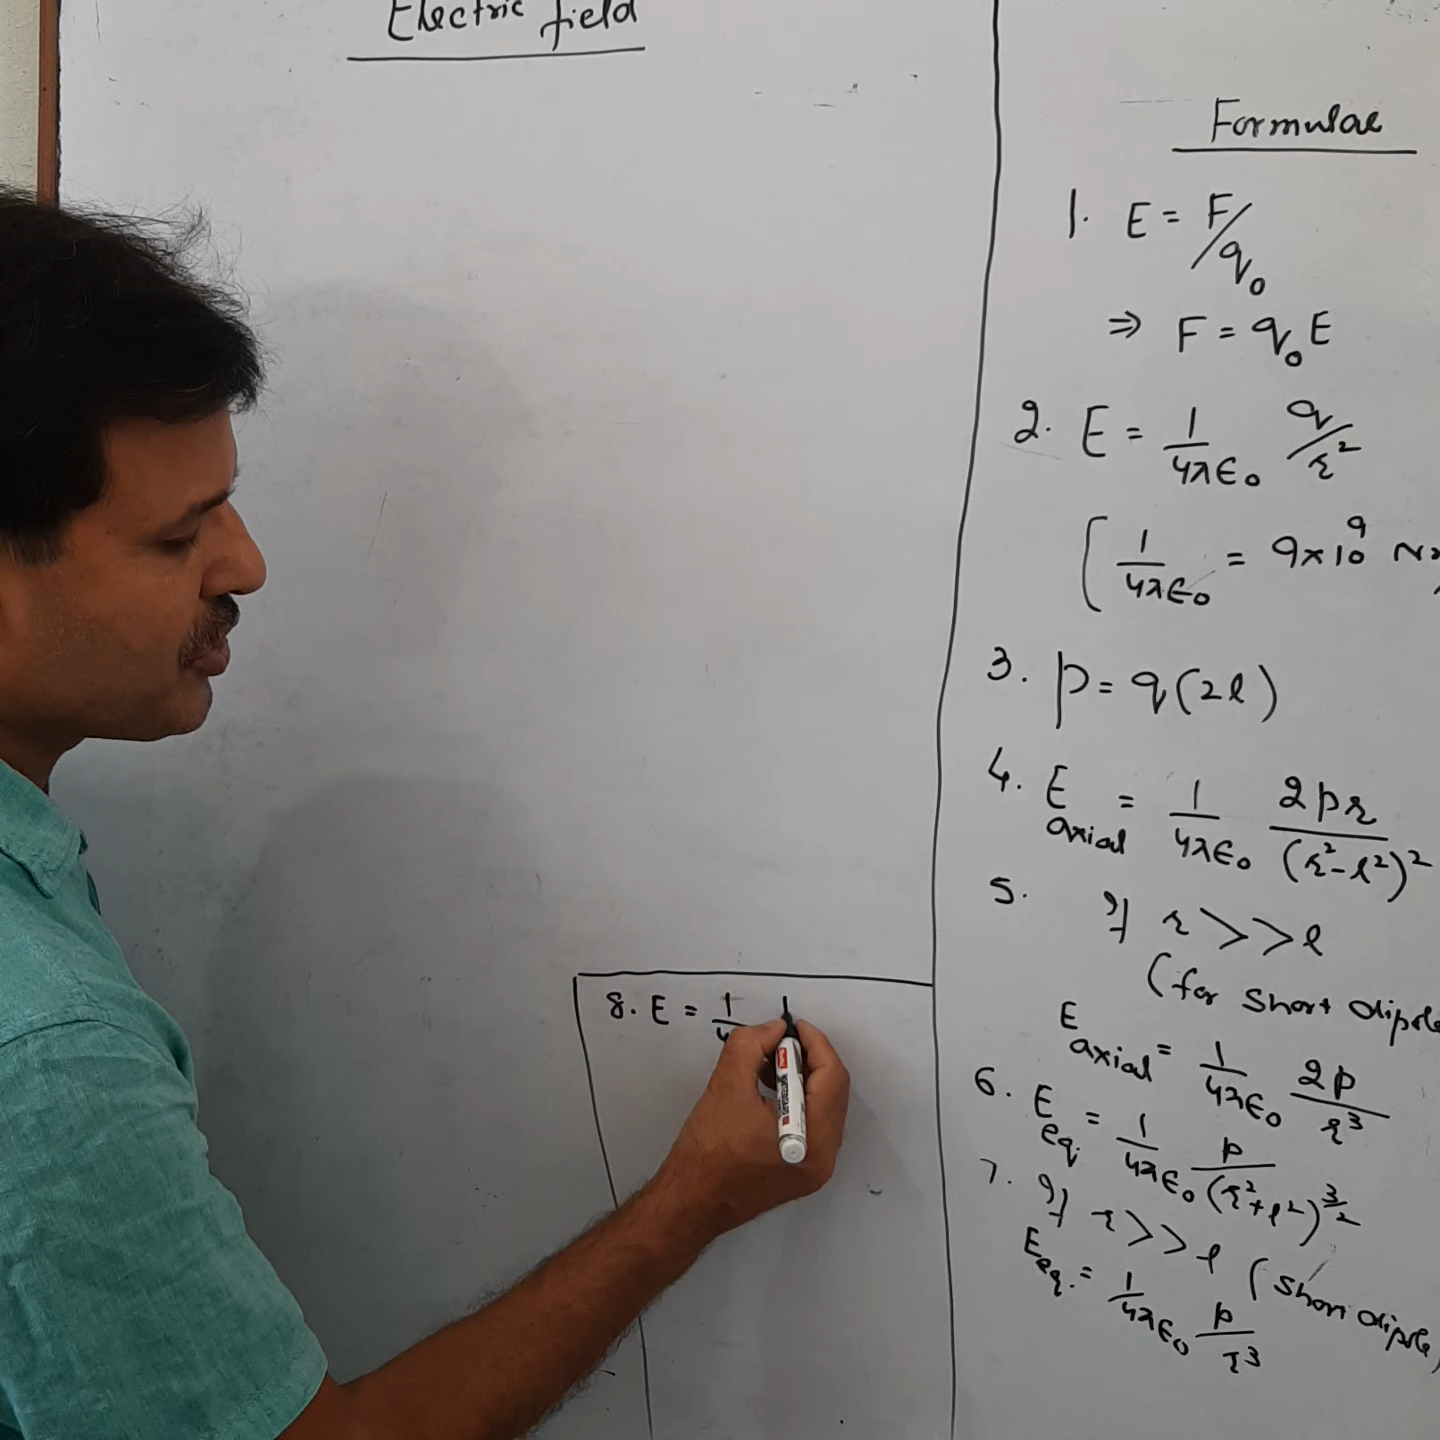 Electric field
Formulae
1. E = F/q₀
⇒ F = q₀E
2. E = 1/4πϵ₀ q/r²
[1/4πϵ₀ = 9×10⁹ N
3. p = q(2l)
4. E axial = 1/4πϵ₀ 2pr/(r²-l²)²
5. If r >> l
(for short dipole
E axial = 1/4πϵ₀ 2p/r³
6. E eq. = 1/4πϵ₀ p/(r²+l²)^3/2
7. If r >> l (short dipole)
E eq. = 1/4πϵ₀ p/r³
8. E = 1/4